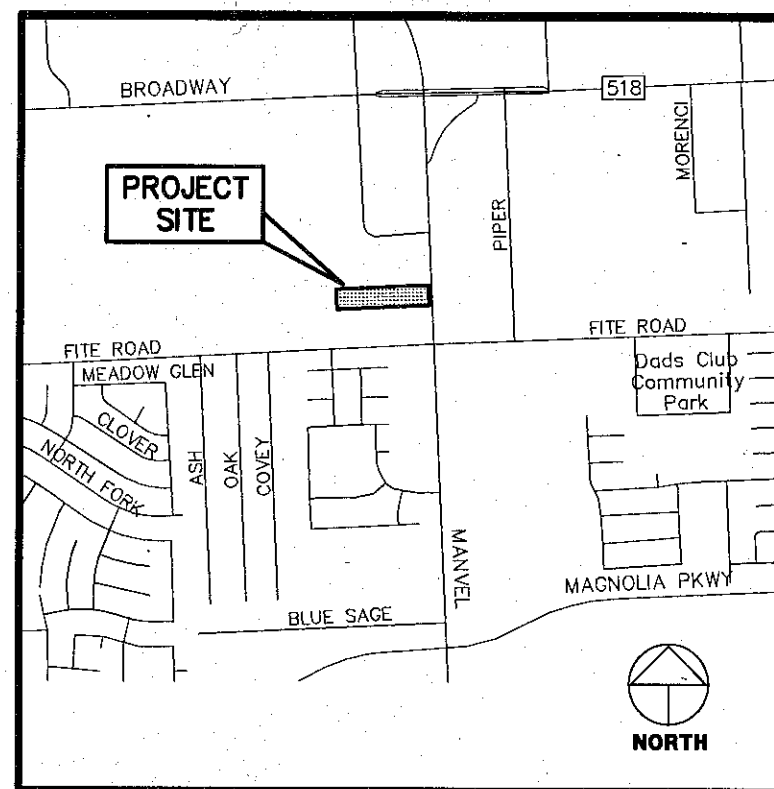 BROADWAY
518
MORENCI
PROJECT
SITE
PIPER
FITE ROAD
FITE ROAD
MEADOW GLEN
Dads Club
Community
Park
CLOVER
NORTH FORK
ASH
OAK
COVEY
MANVEL
MAGNOLIA PKWY
BLUE SAGE
NORTH